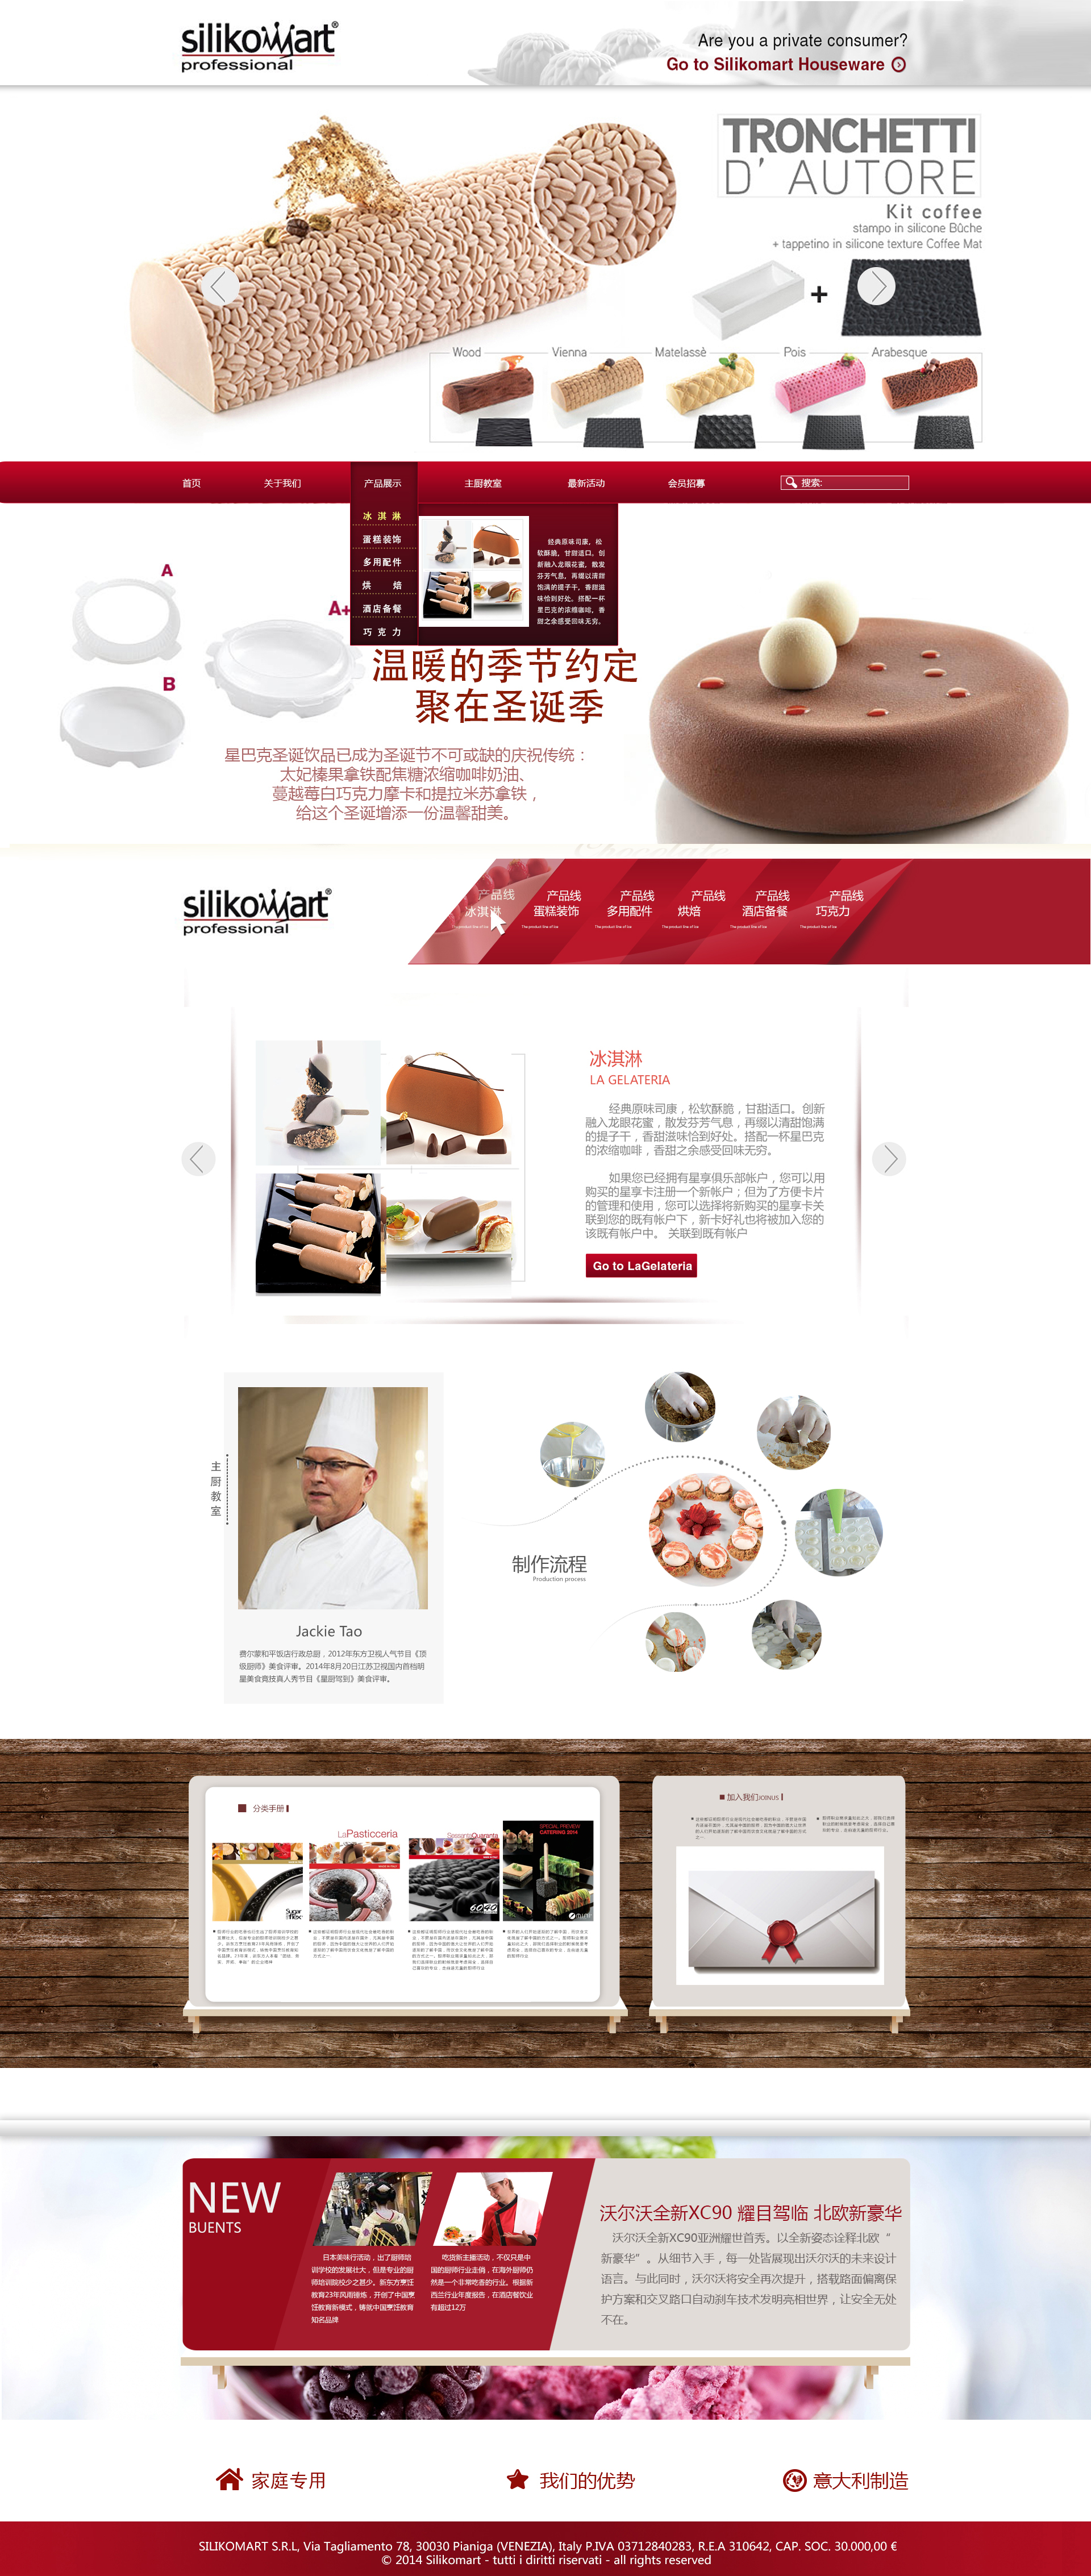 silikomart®
professional
Are you a private consumer?
Go to Silikomart Houseware
TRONCHETTI
D' AUTORE
Kit coffee
stampo in silicone Bûche
+ tappetino in silicone texture Coffee Mat
+
Wood
Vienna
Matelassè
Pois
Arabesque
首页
关于我们
产品展示
主厨教室
最新活动
会员招募
搜索:
冰淇淋
蛋糕装饰
多用配件
烘焙
酒店备餐
巧克力
经典原味司康，松
软酥脆，甘甜适口。创
新融入龙眼花蜜，散发
芬芳气息，再缀以清甜
饱满的提子干，香甜滋
味恰到好处。搭配一杯
星巴克的浓缩咖啡，香
甜之余感受回味无穷。
A
A+
B
温暖的季节约定
聚在圣诞季
星巴克圣诞饮品已成为圣诞节不可或缺的庆祝传统：
太妃榛果拿铁配焦糖浓缩咖啡奶油、
蔓越莓白巧克力摩卡和提拉米苏拿铁，
给这个圣诞增添一份温馨甜美。
silikomart®
professional
产品线
冰淇淋
The product line of ice
产品线
蛋糕装饰
The product line of ice
产品线
多用配件
The product line of ice
产品线
烘焙
The product line of ice
产品线
酒店备餐
The product line of ice
产品线
巧克力
The product line of ice
冰淇淋
LA GELATERIA
经典原味司康，松软酥脆，甘甜适口。创新
融入龙眼花蜜，散发芬芳气息，再缀以清甜饱满
的提子干，香甜滋味恰到好处。搭配一杯星巴克
的浓缩咖啡，香甜之余感受回味无穷。
如果您已经拥有星享俱乐部帐户，您可以用
购买的星享卡注册一个新帐户；但为了方便卡片
的管理和使用，您可以选择将新购买的星享卡关
联到您的既有帐户下，新卡好礼也将被加入您的
该既有帐户中。 关联到既有帐户
Go to LaGelateria
主厨教室
Jackie Tao
费尔蒙和平饭店行政总厨，2012年东方卫视人气节目《顶
级厨师》美食评审。2014年8月20日江苏卫视国内首档明
星美食竞技真人秀节目《星厨驾到》美食评审。
制作流程
Production process
分类手册
LaPasticceria
SessantaQuaranta
SPECIAL PREVIEW
CATERING 2014
Sugar
flex
6040
加入我们JOINUS
NEW
BUENTS
日本美味行活动，出了厨师培
训学校的发展壮大，但是专业的厨
师培训院校少之甚少。新东方烹饪
教育23年风雨锤炼，开创了中国烹
饪教育新模式，铸就中国烹饪教育
知名品牌
吃货新主播活动，不仅只是中
国的厨师行业走俏，在海外厨师仍
然是一个非常吃香的行业。根据新
西兰行业年度报告，在酒店餐饮业
有超过12万
沃尔沃全新XC90 耀目驾临 北欧新豪华
沃尔沃全新XC90亚洲耀世首秀。以全新姿态诠释北欧“
新豪华”。从细节入手，每一处皆展现出沃尔沃的未来设计
语言。与此同时，沃尔沃将安全再次提升，搭载路面偏离保
护方案和交叉路口自动刹车技术发明亮相世界，让安全无处
不在。
家庭专用
我们的优势
意大利制造
SILIKOMART S.R.L, Via Tagliamento 78, 30030 Pianiga (VENEZIA), Italy P.IVA 03712840283, R.E.A 310642, CAP. SOC. 30.000,00 €
© 2014 Silikomart - tutti i diritti riservati - all rights reserved